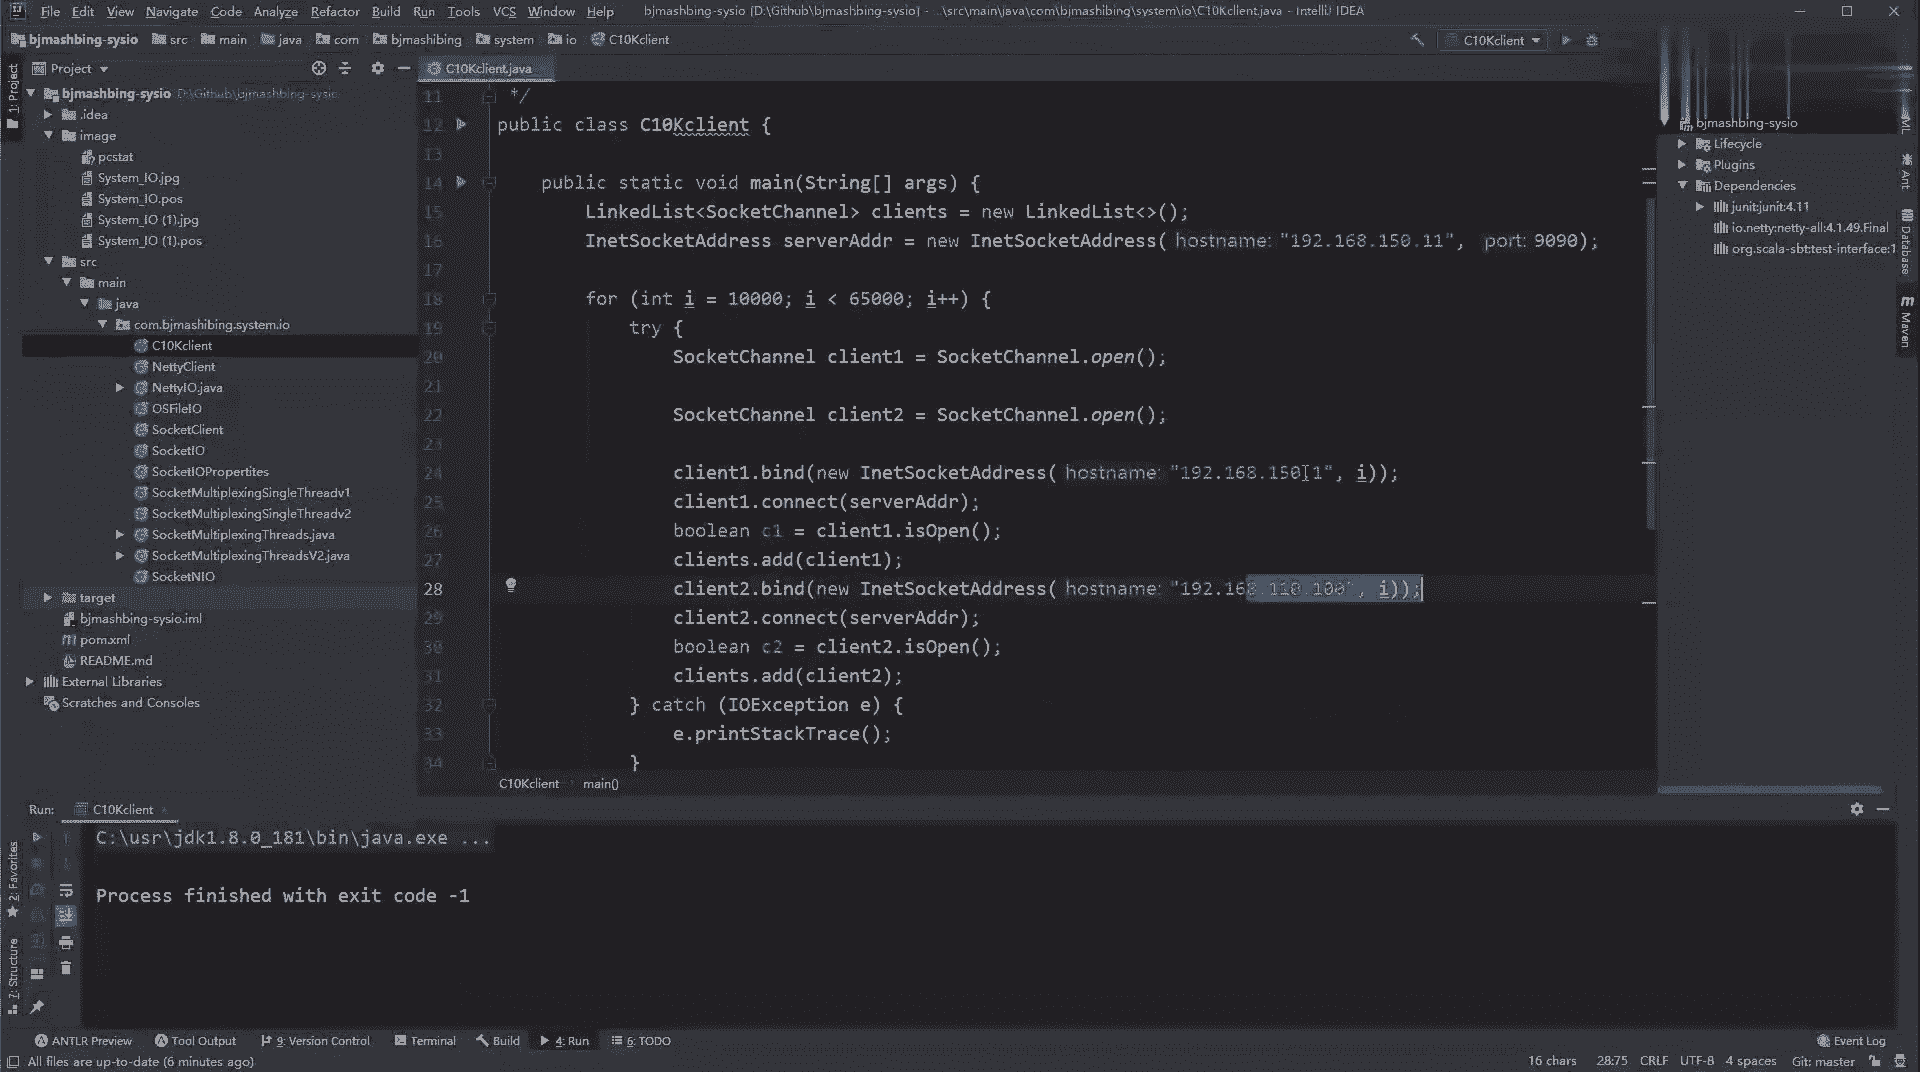 File Edit View Navigate Code Analyze Refactor Build Run Tools VCS Window Help bjmashbing-sysio [D:\Github\bjmashbing-sysio] - ...\src\main\java\com\bjmashibing\system\io\C10Kclient.java - IntelliJ IDEA
bjmashbing-sysio src main java com bjmashibing system io C10Kclient C10Kclient
1: Project
Project
C10Kclient.java
bjmashbing-sysio D:\Github\bjmashbing-sysio
.idea
image
pcstat
System_IO.jpg
System_IO.pos
System_IO (1).jpg
System_IO (1).pos
src
main
java
com.bjmashibing.system.io
C10Kclient
NettyClient
NettyIO.java
OSFileIO
SocketClient
SocketIO
SocketIOPropertites
SocketMultiplexingSingleThreadv1
SocketMultiplexingSingleThreadv2
SocketMultiplexingThreads.java
SocketMultiplexingThreadsV2.java
SocketNIO
target
bjmashbing-sysio.iml
pom.xml
README.md
External Libraries
Scratches and Consoles
11 */
12 public class C10Kclient {
13
14 public static void main(String[] args) {
15 LinkedList<SocketChannel> clients = new LinkedList<>();
16 InetSocketAddress serverAddr = new InetSocketAddress( hostname: "192.168.150.11", port: 9090);
17
18 for (int i = 10000; i < 65000; i++) {
19 try {
20 SocketChannel client1 = SocketChannel.open();
21
22 SocketChannel client2 = SocketChannel.open();
23
24 client1.bind(new InetSocketAddress( hostname: "192.168.150.1", i));
25 client1.connect(serverAddr);
26 boolean c1 = client1.isOpen();
27 clients.add(client1);
28 client2.bind(new InetSocketAddress( hostname: "192.168.110.100", i));
29 client2.connect(serverAddr);
30 boolean c2 = client2.isOpen();
31 clients.add(client2);
32 } catch (IOException e) {
33 e.printStackTrace();
34 }
C10Kclient main()
bjmashbing-sysio
Lifecycle
Plugins
Dependencies
junit:junit:4.11
io.netty:netty-all:4.1.49.Final
org.scala-sbt:test-interface:1
Ant
Database
Maven
Run: C10Kclient
C:\usr\jdk1.8.0_181\bin\java.exe ...
Process finished with exit code -1
2: Favorites
7: Structure
ANTLR Preview Tool Output 9: Version Control Terminal Build 4: Run 6: TODO Event Log
All files are up-to-date (6 minutes ago) 16 chars 28:75 CRLF UTF-8 4 spaces Git: master